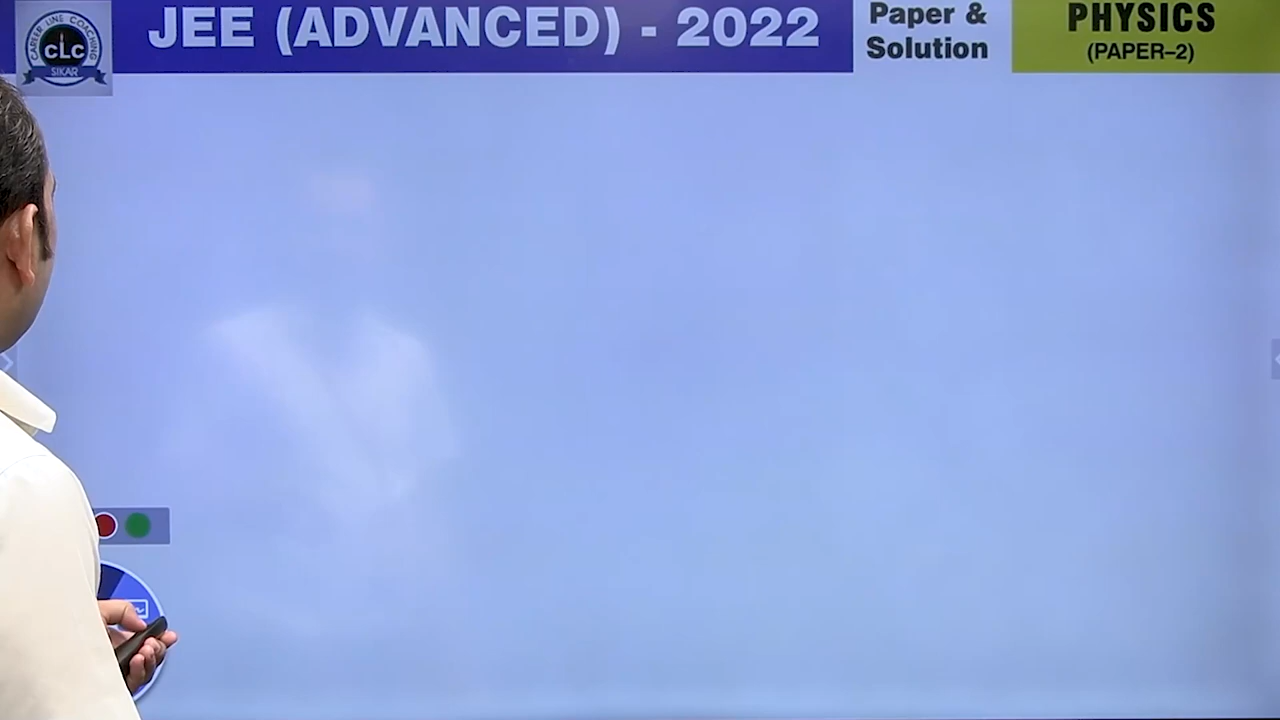 JEE (ADVANCED) - 2022
Paper &
Solution
PHYSICS
(PAPER–2)
CAREER LINE COACHING
CLC
SIKAR